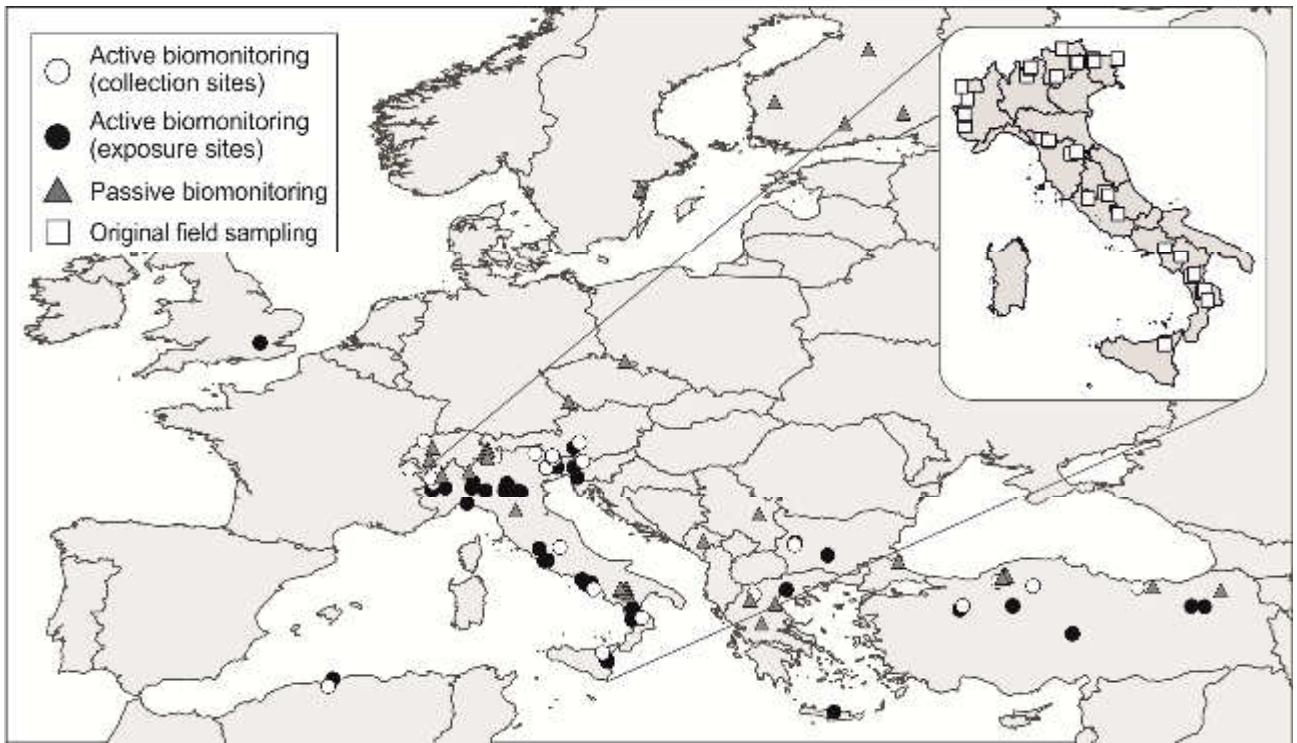 Active biomonitoring
(collection sites)
Active biomonitoring
(exposure sites)
Passive biomonitoring
Original field sampling